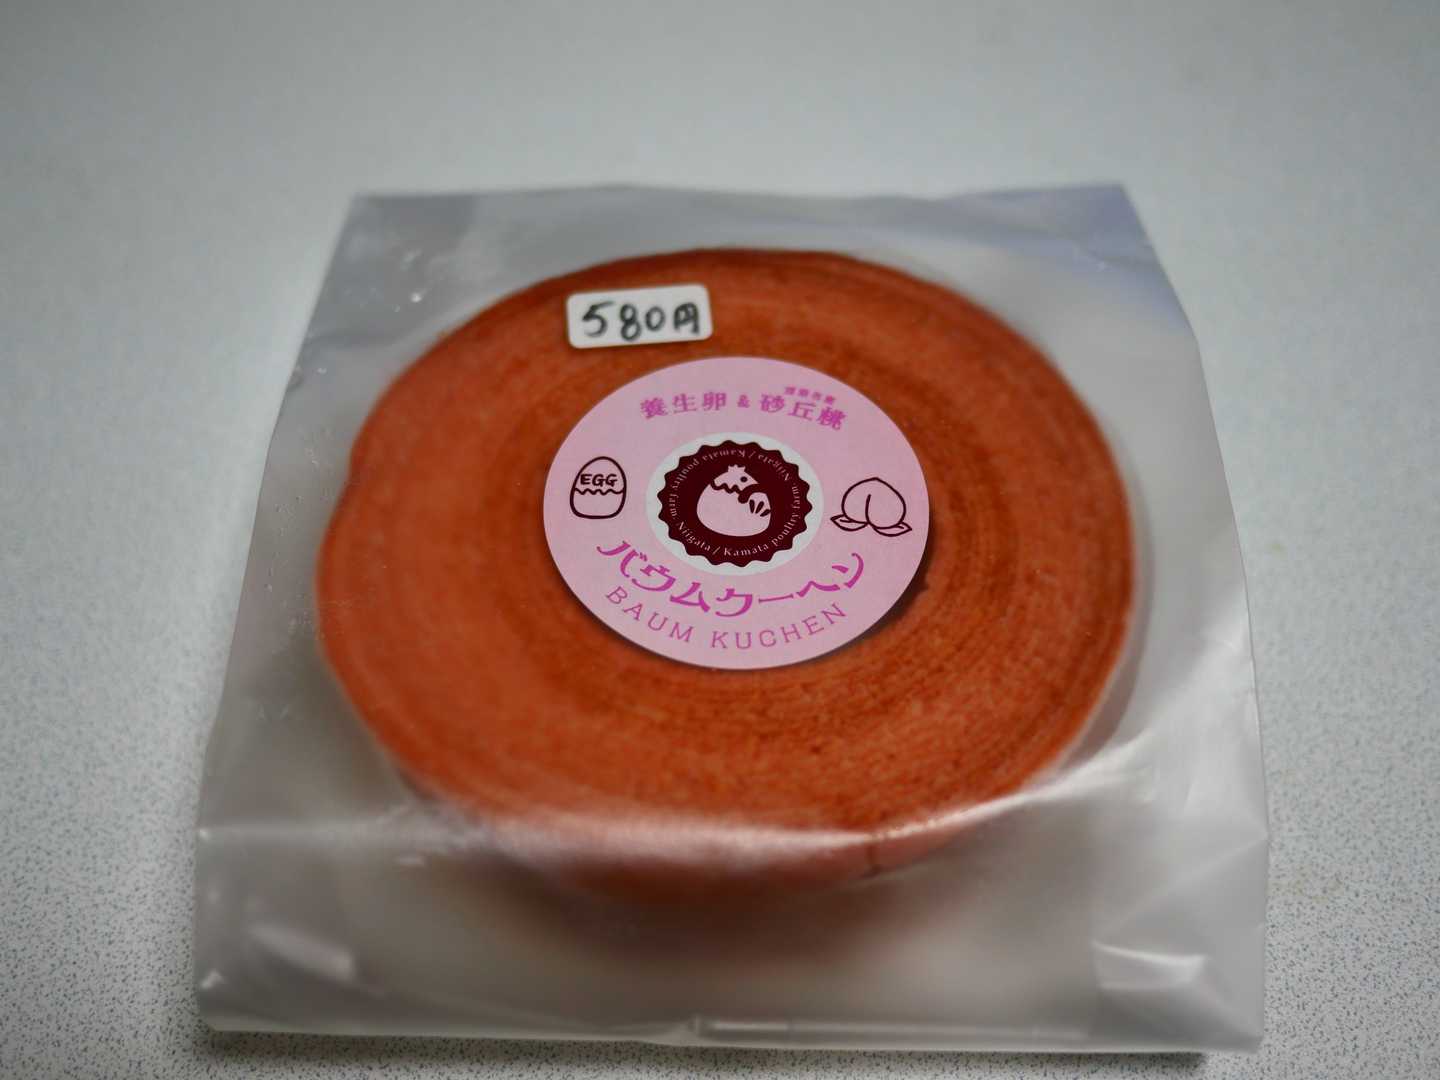 580円
養生卵 & 砂丘桃
EGG
Niigata / Kamata poultry farm.
Niigata / Kamata poultry farm.
バウムクーヘン
BAUM KUCHEN